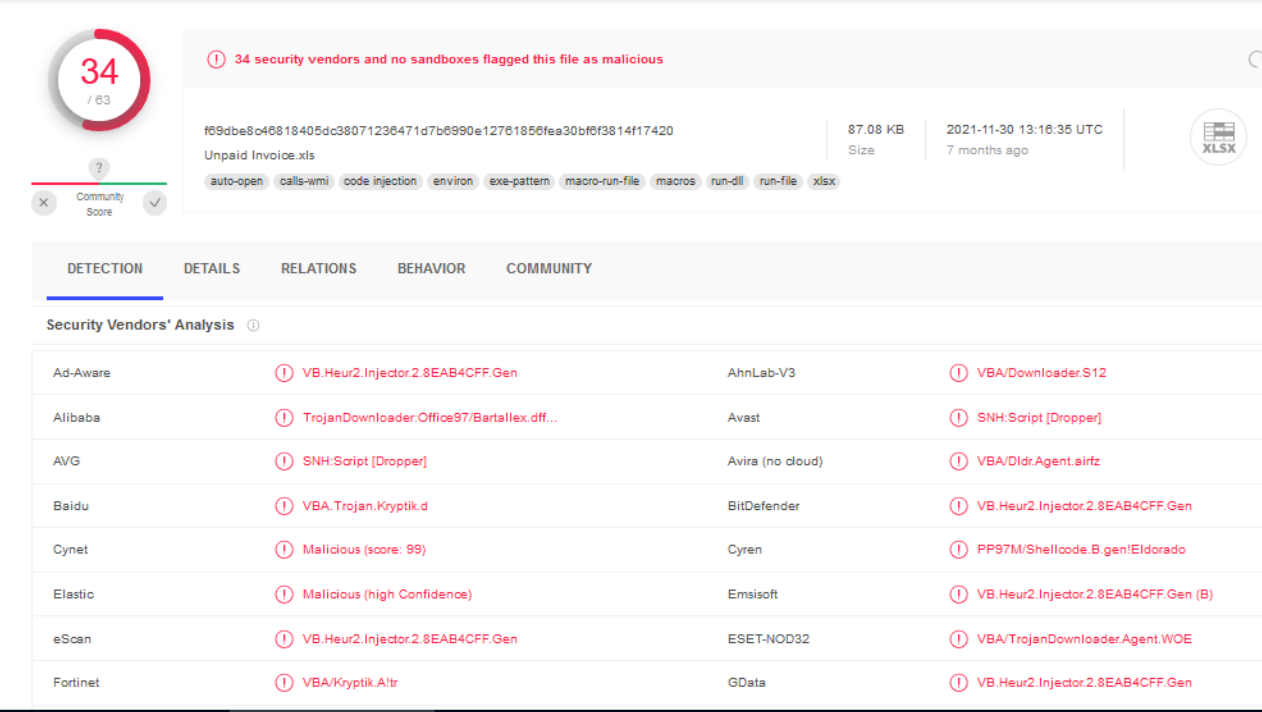 34
/ 63
34 security vendors and no sandboxes flagged this file as malicious
f69dbe8c46818405dc38071236471d7b6990e12761856fea30bf6f3814f17420
Unpaid Invoice.xls
87.08 KB
Size
2021-11-30 13:16:35 UTC
7 months ago
XLSX
auto-open calls-wmi code injection environ exe-pattern macro-run-file macros run-dll run-file xlsx
?
Community
Score
DETECTION DETAILS RELATIONS BEHAVIOR COMMUNITY
Security Vendors' Analysis
Ad-Aware VB.Heur2.Injector.2.8EAB4CFF.Gen AhnLab-V3 VBA/Downloader.S12
Alibaba TrojanDownloader:Office97/Bartallex.dff... Avast SNH:Script [Dropper]
AVG SNH:Script [Dropper] Avira (no cloud) VBA/Dldr.Agent.airfz
Baidu VBA.Trojan.Kryptik.d BitDefender VB.Heur2.Injector.2.8EAB4CFF.Gen
Cynet Malicious (score: 99) Cyren PP97M/Shellcode.B.gen!Eldorado
Elastic Malicious (high Confidence) Emsisoft VB.Heur2.Injector.2.8EAB4CFF.Gen (B)
eScan VB.Heur2.Injector.2.8EAB4CFF.Gen ESET-NOD32 VBA/TrojanDownloader.Agent.WOE
Fortinet VBA/Kryptik.A!tr GData VB.Heur2.Injector.2.8EAB4CFF.Gen